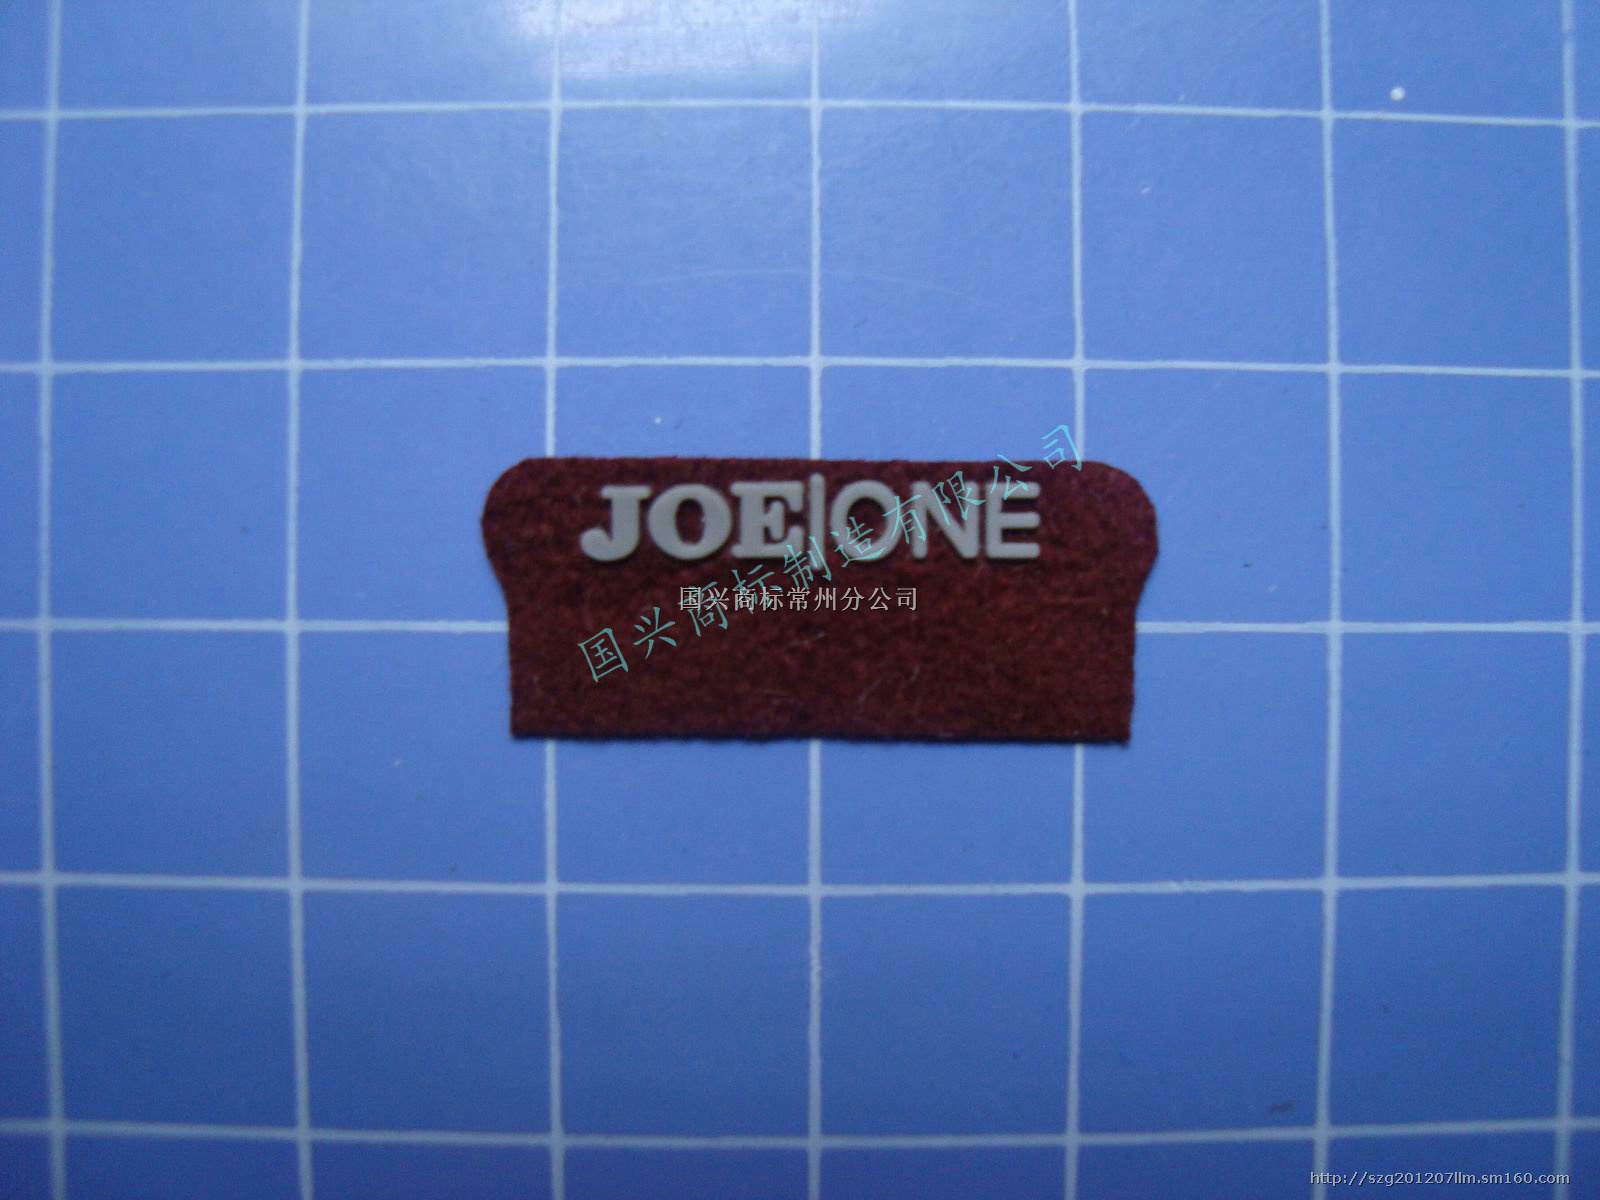 JOE|ONE
国兴商标制造有限公司
国兴商标常州分公司
http://szg201207llm.sm160.com